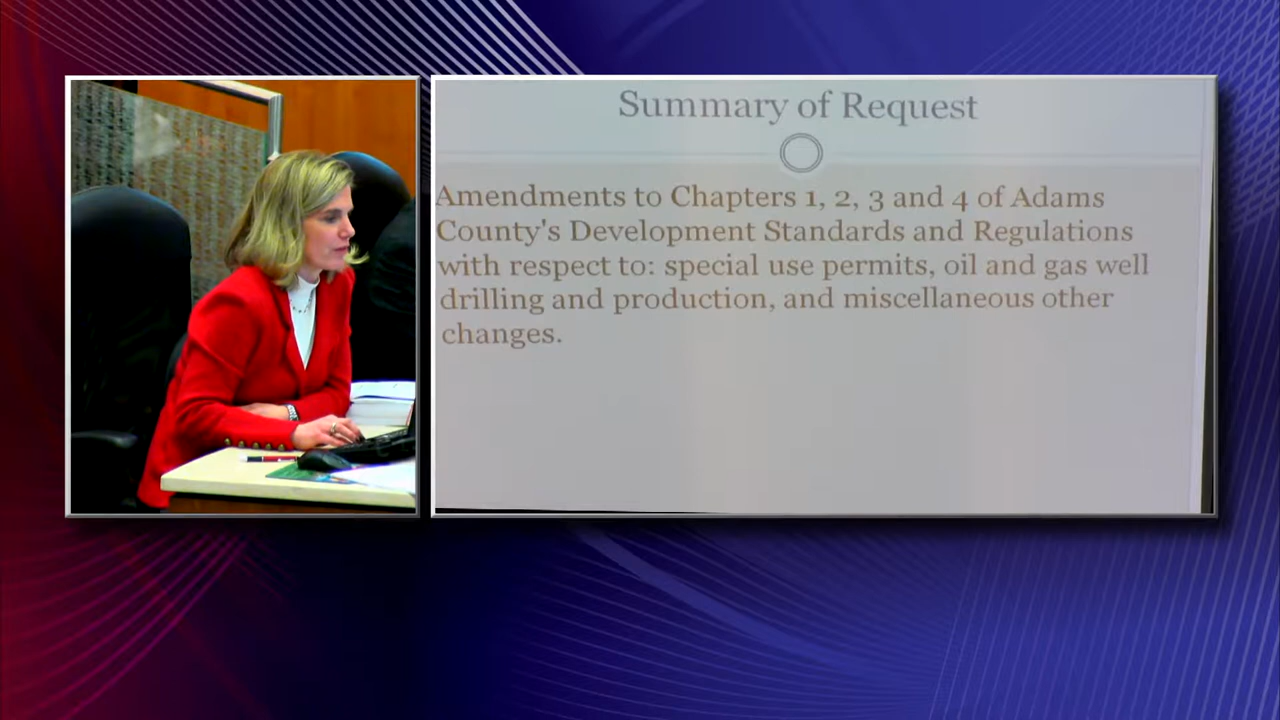 Summary of Request
Amendments to Chapters 1, 2, 3 and 4 of Adams
County's Development Standards and Regulations
with respect to: special use permits, oil and gas well
drilling and production, and miscellaneous other
changes.